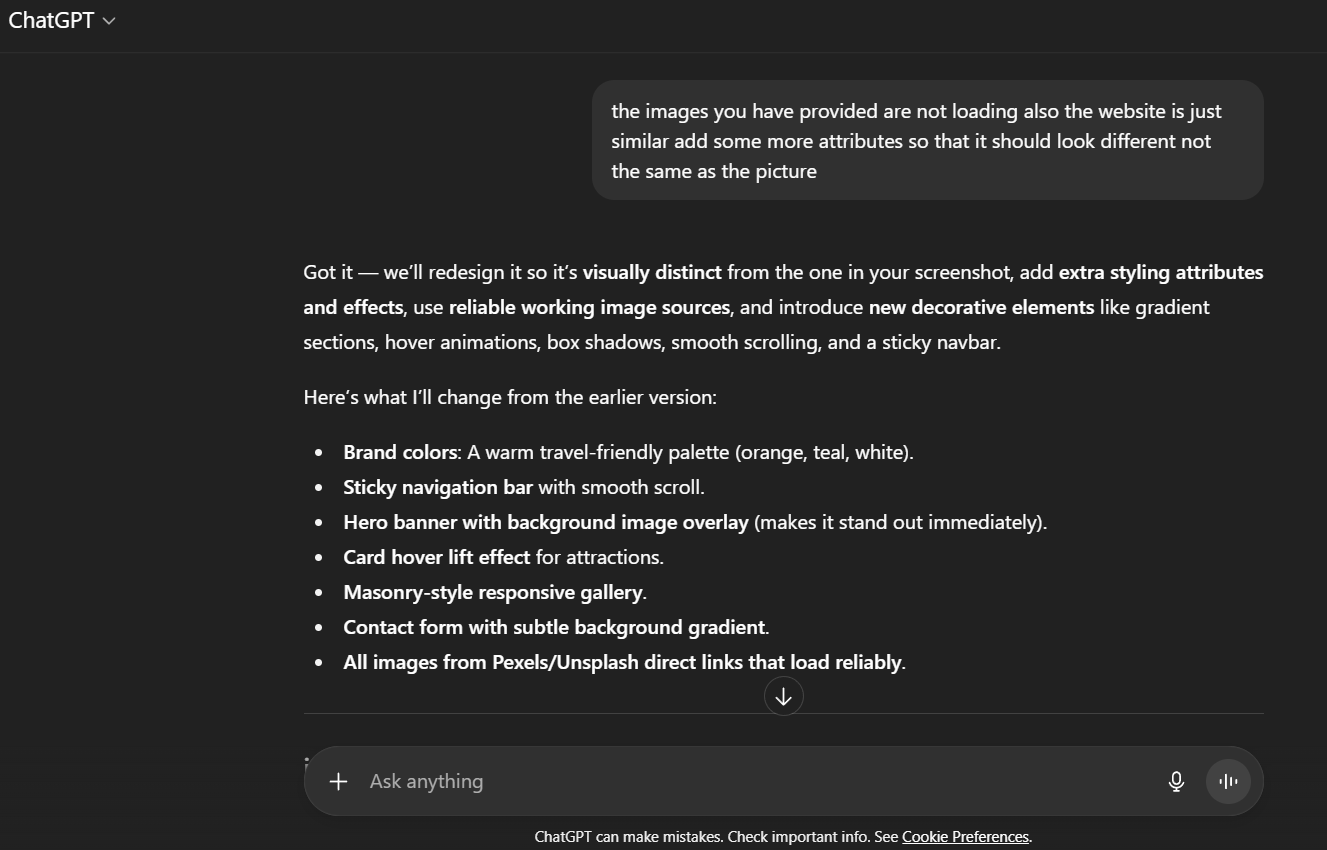 ChatGPT
the images you have provided are not loading also the website is just
similar add some more attributes so that it should look different not
the same as the picture
Got it — we’ll redesign it so it’s visually distinct from the one in your screenshot, add extra styling attributes
and effects, use reliable working image sources, and introduce new decorative elements like gradient
sections, hover animations, box shadows, smooth scrolling, and a sticky navbar.
Here’s what I’ll change from the earlier version:
• Brand colors: A warm travel-friendly palette (orange, teal, white).
• Sticky navigation bar with smooth scroll.
• Hero banner with background image overlay (makes it stand out immediately).
• Card hover lift effect for attractions.
• Masonry-style responsive gallery.
• Contact form with subtle background gradient.
• All images from Pexels/Unsplash direct links that load reliably.
Ask anything
ChatGPT can make mistakes. Check important info. See Cookie Preferences.